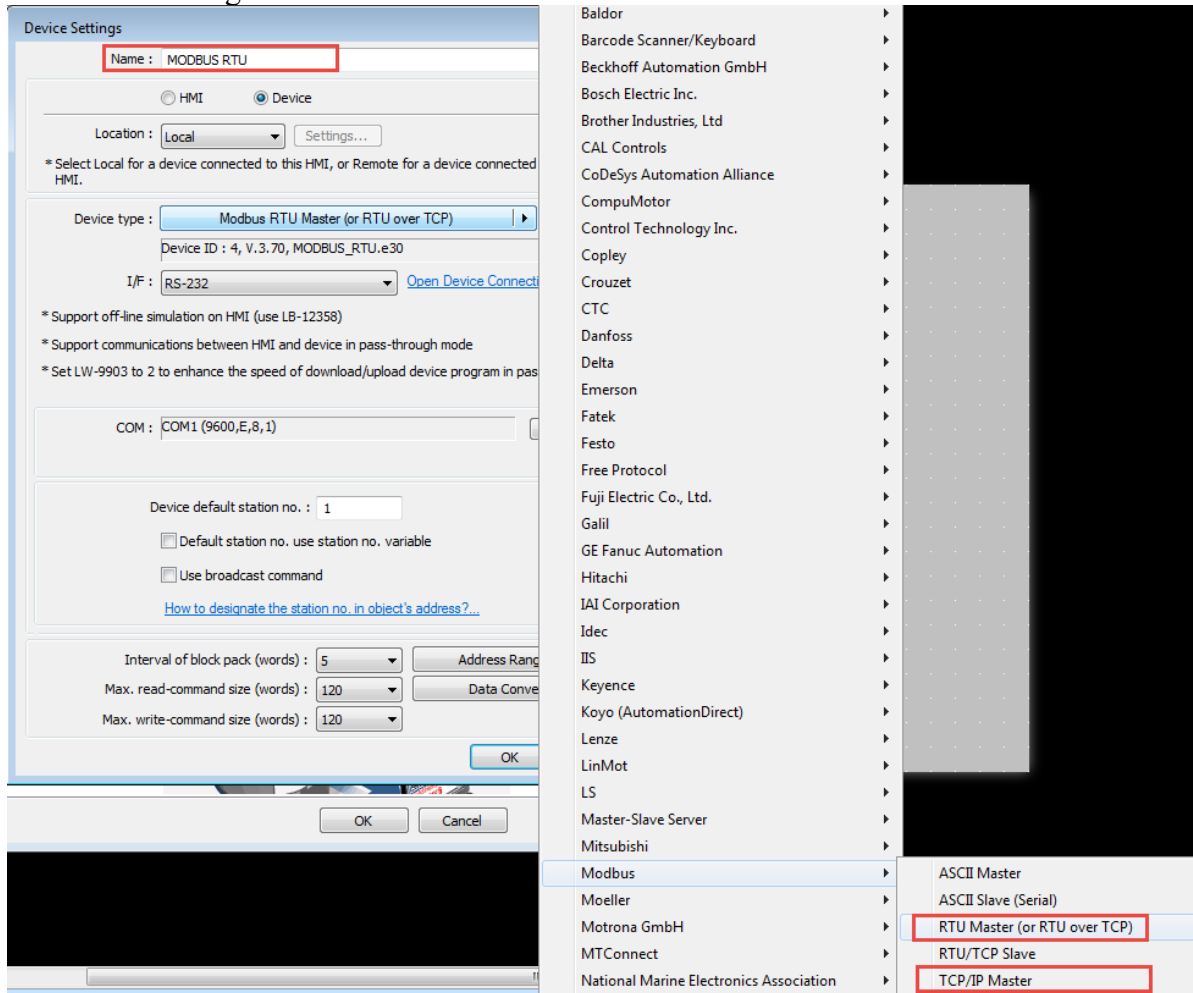 Device Settings
Name : MODBUS RTU
HMI Device
Location : Local Settings...
* Select Local for a device connected to this HMI, or Remote for a device connected
HMI.
Device type : Modbus RTU Master (or RTU over TCP)
Device ID : 4, V.3.70, MODBUS_RTU.e30
I/F : RS-232 Open Device Connecti
* Support off-line simulation on HMI (use LB-12358)
* Support communications between HMI and device in pass-through mode
* Set LW-9903 to 2 to enhance the speed of download/upload device program in pas
COM : COM1 (9600,E,8,1)
Device default station no. : 1
Default station no. use station no. variable
Use broadcast command
How to designate the station no. in object's address?...
Interval of block pack (words) : 5 Address Rang
Max. read-command size (words) : 120 Data Conve
Max. write-command size (words) : 120
OK
OK Cancel
Baldor
Barcode Scanner/Keyboard
Beckhoff Automation GmbH
Bosch Electric Inc.
Brother Industries, Ltd
CAL Controls
CoDeSys Automation Alliance
CompuMotor
Control Technology Inc.
Copley
Crouzet
CTC
Danfoss
Delta
Emerson
Fatek
Festo
Free Protocol
Fuji Electric Co., Ltd.
Galil
GE Fanuc Automation
Hitachi
IAI Corporation
Idec
IIS
Keyence
Koyo (AutomationDirect)
Lenze
LinMot
LS
Master-Slave Server
Mitsubishi
Modbus
Moeller
Motrona GmbH
MTConnect
National Marine Electronics Association
ASCII Master
ASCII Slave (Serial)
RTU Master (or RTU over TCP)
RTU/TCP Slave
TCP/IP Master